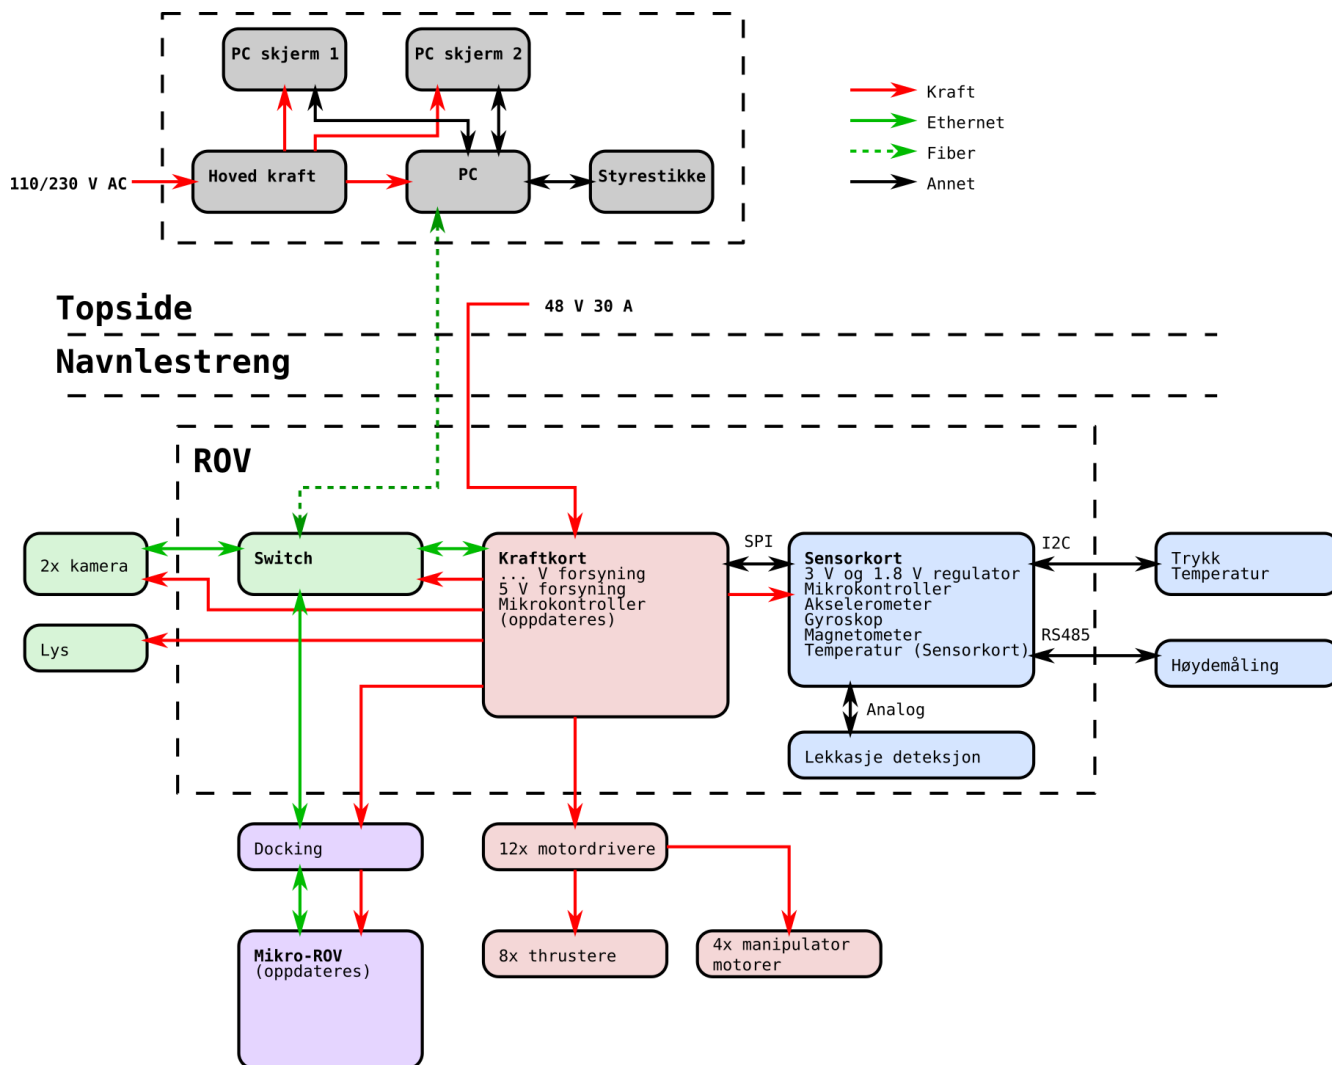 PC skjerm 1
PC skjerm 2
Kraft
Ethernet
Fiber
Annet
110/230 V AC
Hoved kraft
PC
Styrestikke
Topside
48 V 30 A
Navnlestreng
ROV
2x kamera
Lys
Switch
Kraftkort
... V forsyning
5 V forsyning
Mikrokontroller
(oppdateres)
SPI
Sensorkort
3 V og 1.8 V regulator
Mikrokontroller
Akselerometer
Gyroskop
Magnetometer
Temperatur (Sensorkort)
I2C
Trykk
Temperatur
RS485
Høydemåling
Analog
Lekkasje deteksjon
Docking
12x motordrivere
Mikro-ROV
(oppdateres)
8x thrustere
4x manipulator
motorer